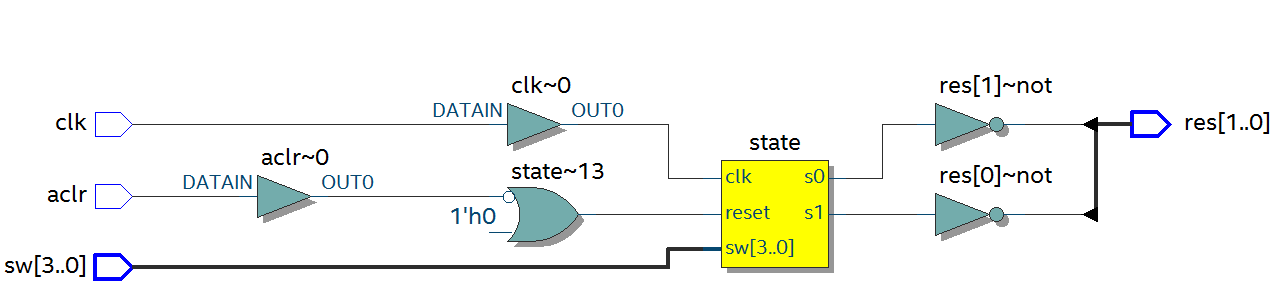 clk~0
res[1]~not
clk
DATAIN
OUT0
res[1..0]
state
aclr~0
state~13
clk
s0
res[0]~not
aclr
DATAIN
OUT0
1'h0
reset
s1
sw[3..0]
sw[3..0]